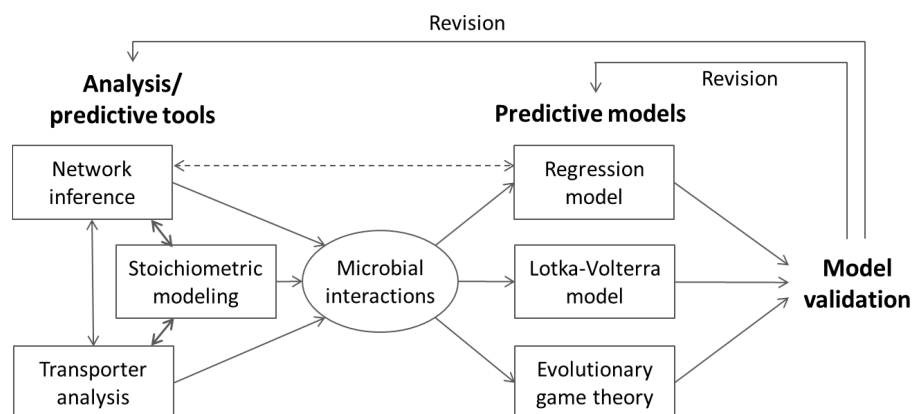 Revision
Revision
Analysis/
predictive tools
Predictive models
Network
inference
Regression
model
Stoichiometric
modeling
Microbial
interactions
Lotka-Volterra
model
Model
validation
Transporter
analysis
Evolutionary
game theory